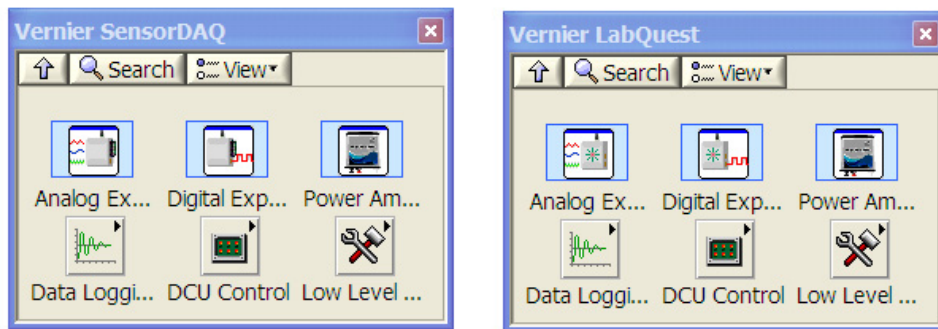 Vernier SensorDAQ
Search View
Analog Ex... Digital Exp... Power Am...
Data Loggi... DCU Control Low Level ...
Vernier LabQuest
Search View
Analog Ex... Digital Exp... Power Am...
Data Loggi... DCU Control Low Level ...